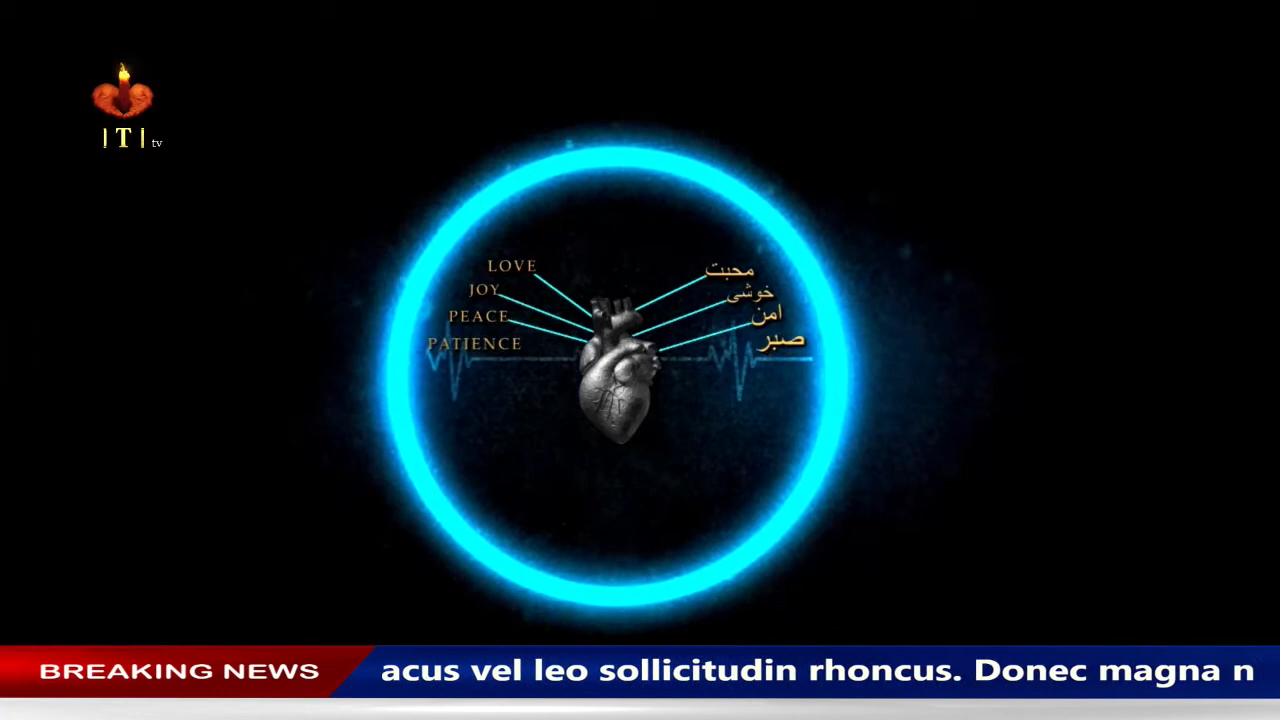 ITI tv
LOVE
محبت
JOY
خوشی
PEACE
امن
PATIENCE
صبر
BREAKING NEWS
acus vel leo sollicitudin rhoncus. Donec magna n